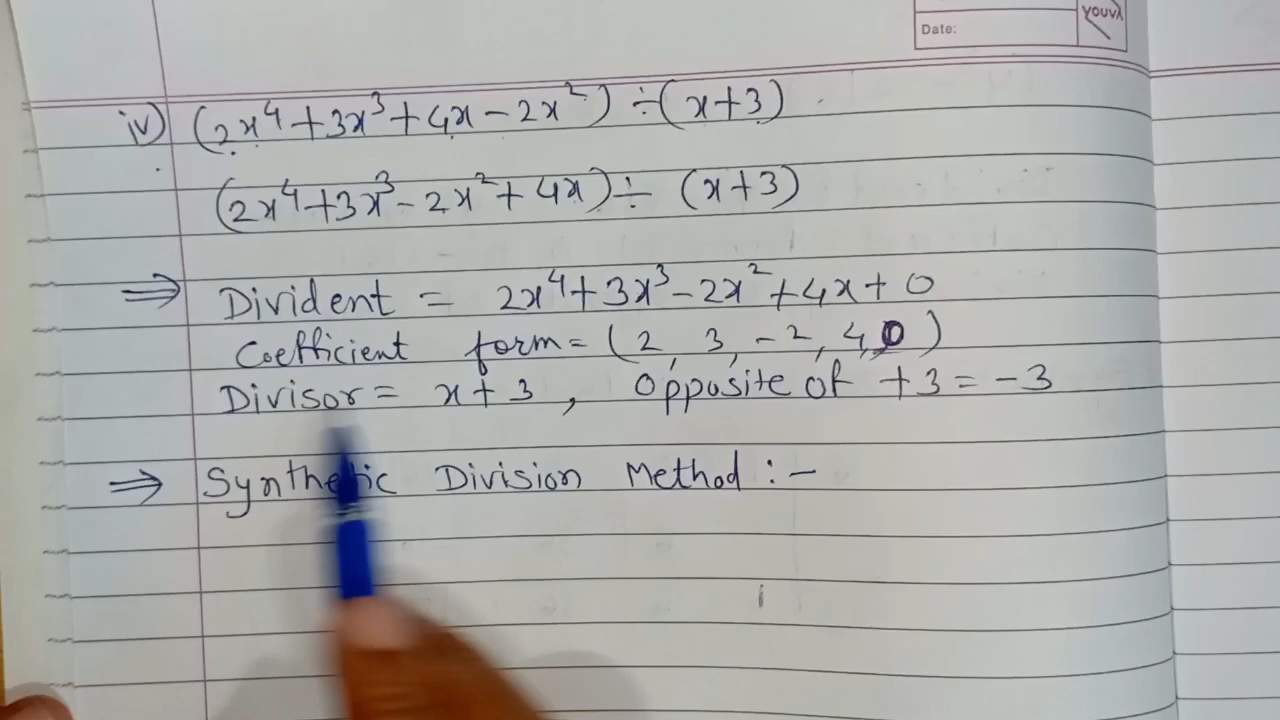 Date:
youva
iv) (2x⁴+3x³+4x-2x²) ÷ (x+3)
(2x⁴+3x³-2x²+4x) ÷ (x+3)
⇒ Divident = 2x⁴+3x³-2x²+4x+0
Coefficient form = (2, 3, -2, 4, 0)
Divisor = x+3, Opposite of +3 = -3
⇒ Synthetic Division Method :-